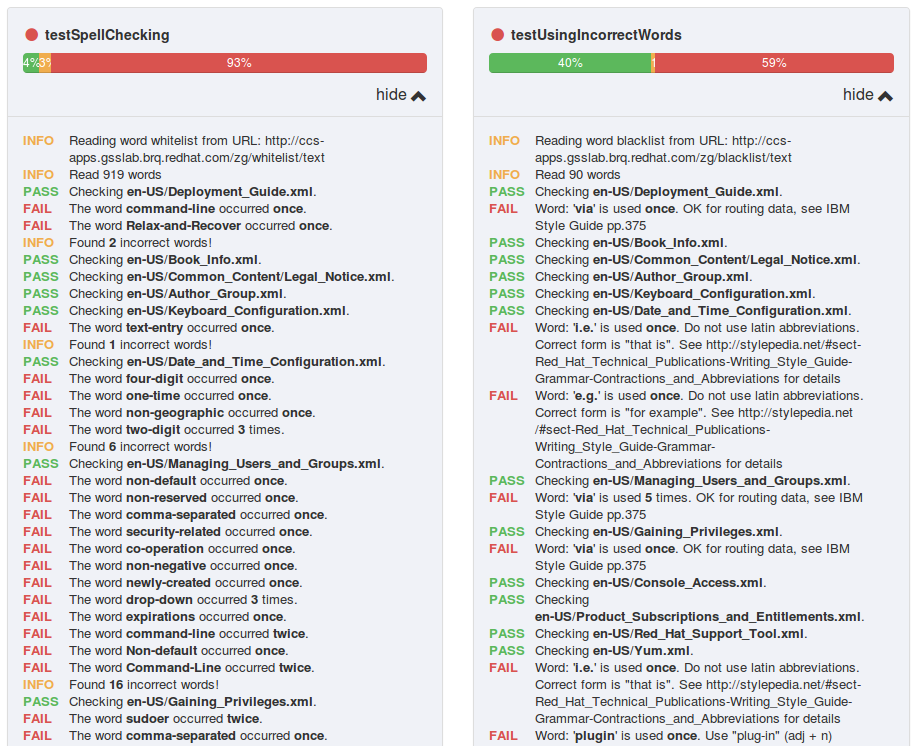 testSpellChecking
4% 3% 93%
hide
INFO Reading word whitelist from URL: http://ccs-
apps.gsslab.brq.redhat.com/zg/whitelist/text
INFO Read 919 words
PASS Checking en-US/Deployment_Guide.xml.
FAIL The word command-line occurred once.
FAIL The word Relax-and-Recover occurred once.
INFO Found 2 incorrect words!
PASS Checking en-US/Book_Info.xml.
PASS Checking en-US/Common_Content/Legal_Notice.xml.
PASS Checking en-US/Author_Group.xml.
PASS Checking en-US/Keyboard_Configuration.xml.
FAIL The word text-entry occurred once.
INFO Found 1 incorrect words!
PASS Checking en-US/Date_and_Time_Configuration.xml.
FAIL The word four-digit occurred once.
FAIL The word one-time occurred once.
FAIL The word non-geographic occurred once.
FAIL The word two-digit occurred 3 times.
INFO Found 6 incorrect words!
PASS Checking en-US/Managing_Users_and_Groups.xml.
FAIL The word non-default occurred once.
FAIL The word non-reserved occurred once.
FAIL The word comma-separated occurred once.
FAIL The word security-related occurred once.
FAIL The word co-operation occurred once.
FAIL The word non-negative occurred once.
FAIL The word newly-created occurred once.
FAIL The word drop-down occurred 3 times.
FAIL The word expirations occurred once.
FAIL The word command-line occurred twice.
FAIL The word Non-default occurred once.
FAIL The word Command-Line occurred twice.
INFO Found 16 incorrect words!
PASS Checking en-US/Gaining_Privileges.xml.
FAIL The word sudoer occurred twice.
FAIL The word comma-separated occurred once.
testUsingIncorrectWords
40% 1 59%
hide
INFO Reading word blacklist from URL: http://ccs-
apps.gsslab.brq.redhat.com/zg/blacklist/text
INFO Read 90 words
PASS Checking en-US/Deployment_Guide.xml.
FAIL Word: 'via' is used once. OK for routing data, see IBM
Style Guide pp.375
PASS Checking en-US/Book_Info.xml.
PASS Checking en-US/Common_Content/Legal_Notice.xml.
PASS Checking en-US/Author_Group.xml.
PASS Checking en-US/Keyboard_Configuration.xml.
PASS Checking en-US/Date_and_Time_Configuration.xml.
FAIL Word: 'i.e.' is used once. Do not use latin abbreviations.
Correct form is "that is". See http://stylepedia.net/#sect-
Red_Hat_Technical_Publications-Writing_Style_Guide-
Grammar-Contractions_and_Abbreviations for details
FAIL Word: 'e.g.' is used once. Do not use latin abbreviations.
Correct form is "for example". See http://stylepedia.net
/#sect-Red_Hat_Technical_Publications-
Writing_Style_Guide-Grammar-
Contractions_and_Abbreviations for details
PASS Checking en-US/Managing_Users_and_Groups.xml.
FAIL Word: 'via' is used 5 times. OK for routing data, see IBM
Style Guide pp.375
PASS Checking en-US/Gaining_Privileges.xml.
FAIL Word: 'via' is used once. OK for routing data, see IBM
Style Guide pp.375
PASS Checking en-US/Console_Access.xml.
PASS Checking
en-US/Product_Subscriptions_and_Entitlements.xml.
PASS Checking en-US/Red_Hat_Support_Tool.xml.
PASS Checking en-US/Yum.xml.
FAIL Word: 'i.e.' is used once. Do not use latin abbreviations.
Correct form is "that is". See http://stylepedia.net/#sect-
Red_Hat_Technical_Publications-Writing_Style_Guide-
Grammar-Contractions_and_Abbreviations for details
FAIL Word: 'plugin' is used once. Use "plug-in" (adj + n)